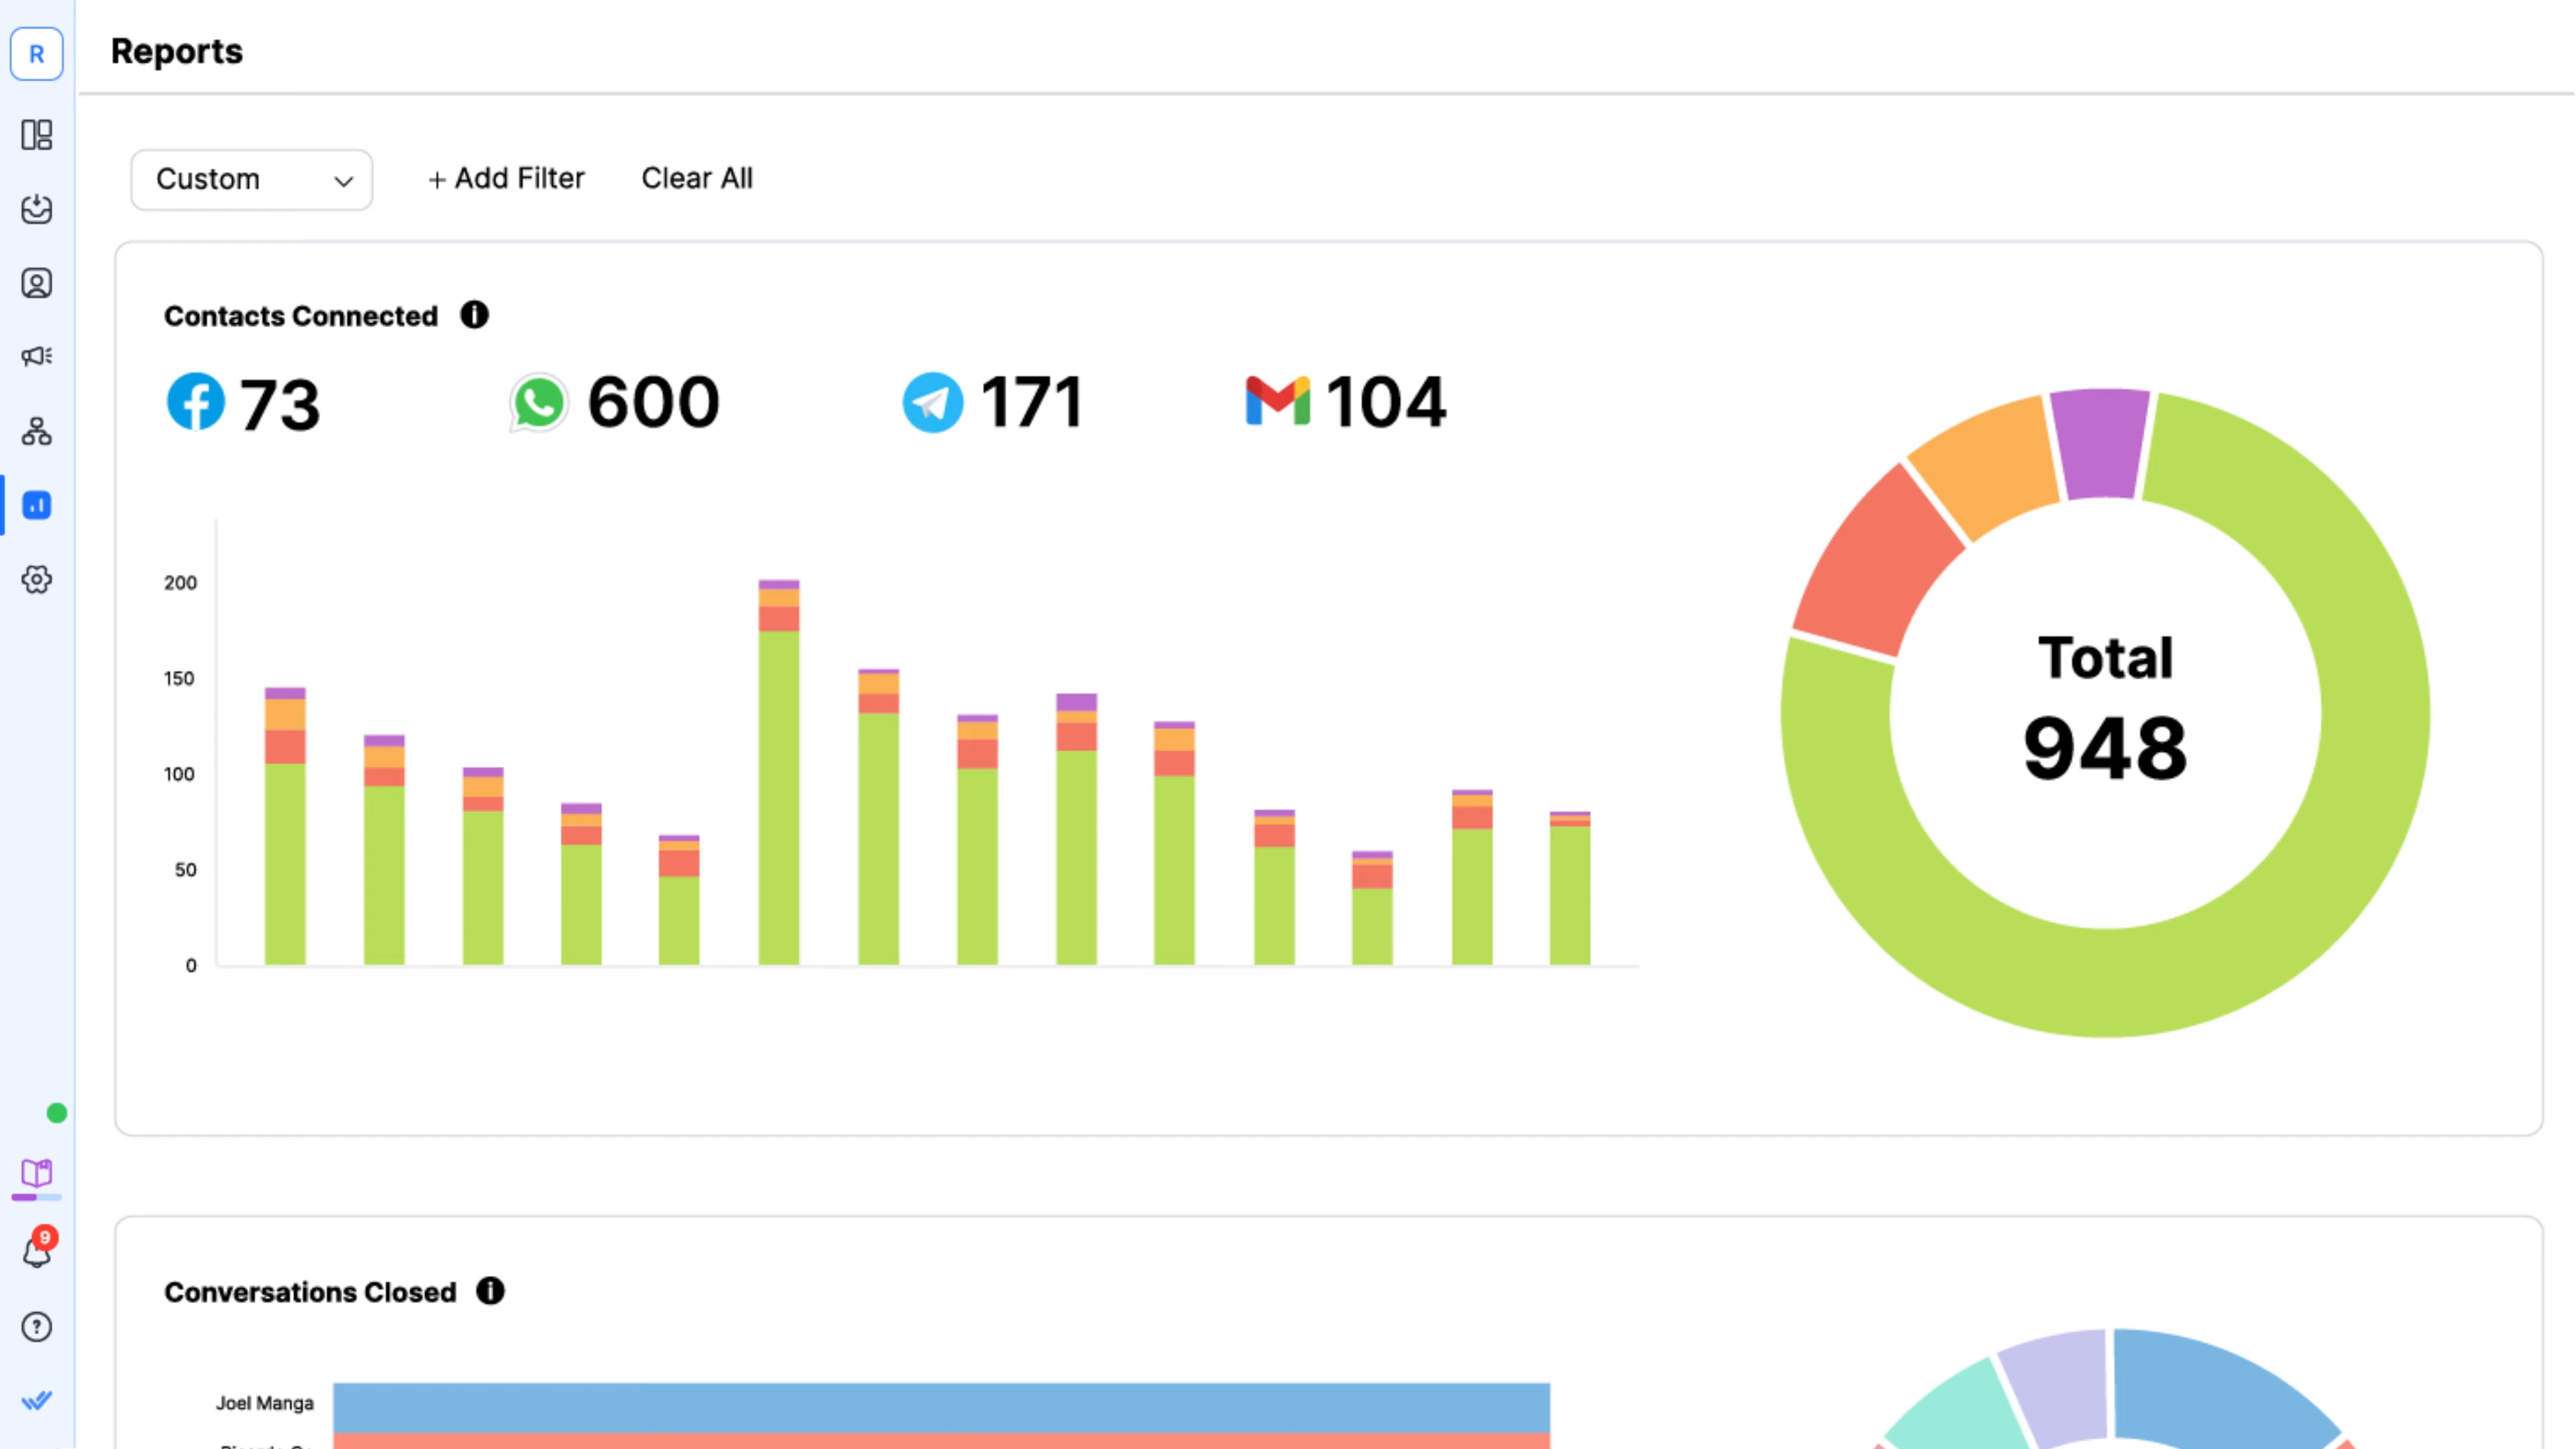 R
Reports
Custom
+ Add Filter
Clear All
Contacts Connected
73
600
171
104
200
150
100
50
0
Total
948
9
Conversations Closed
Joel Manga